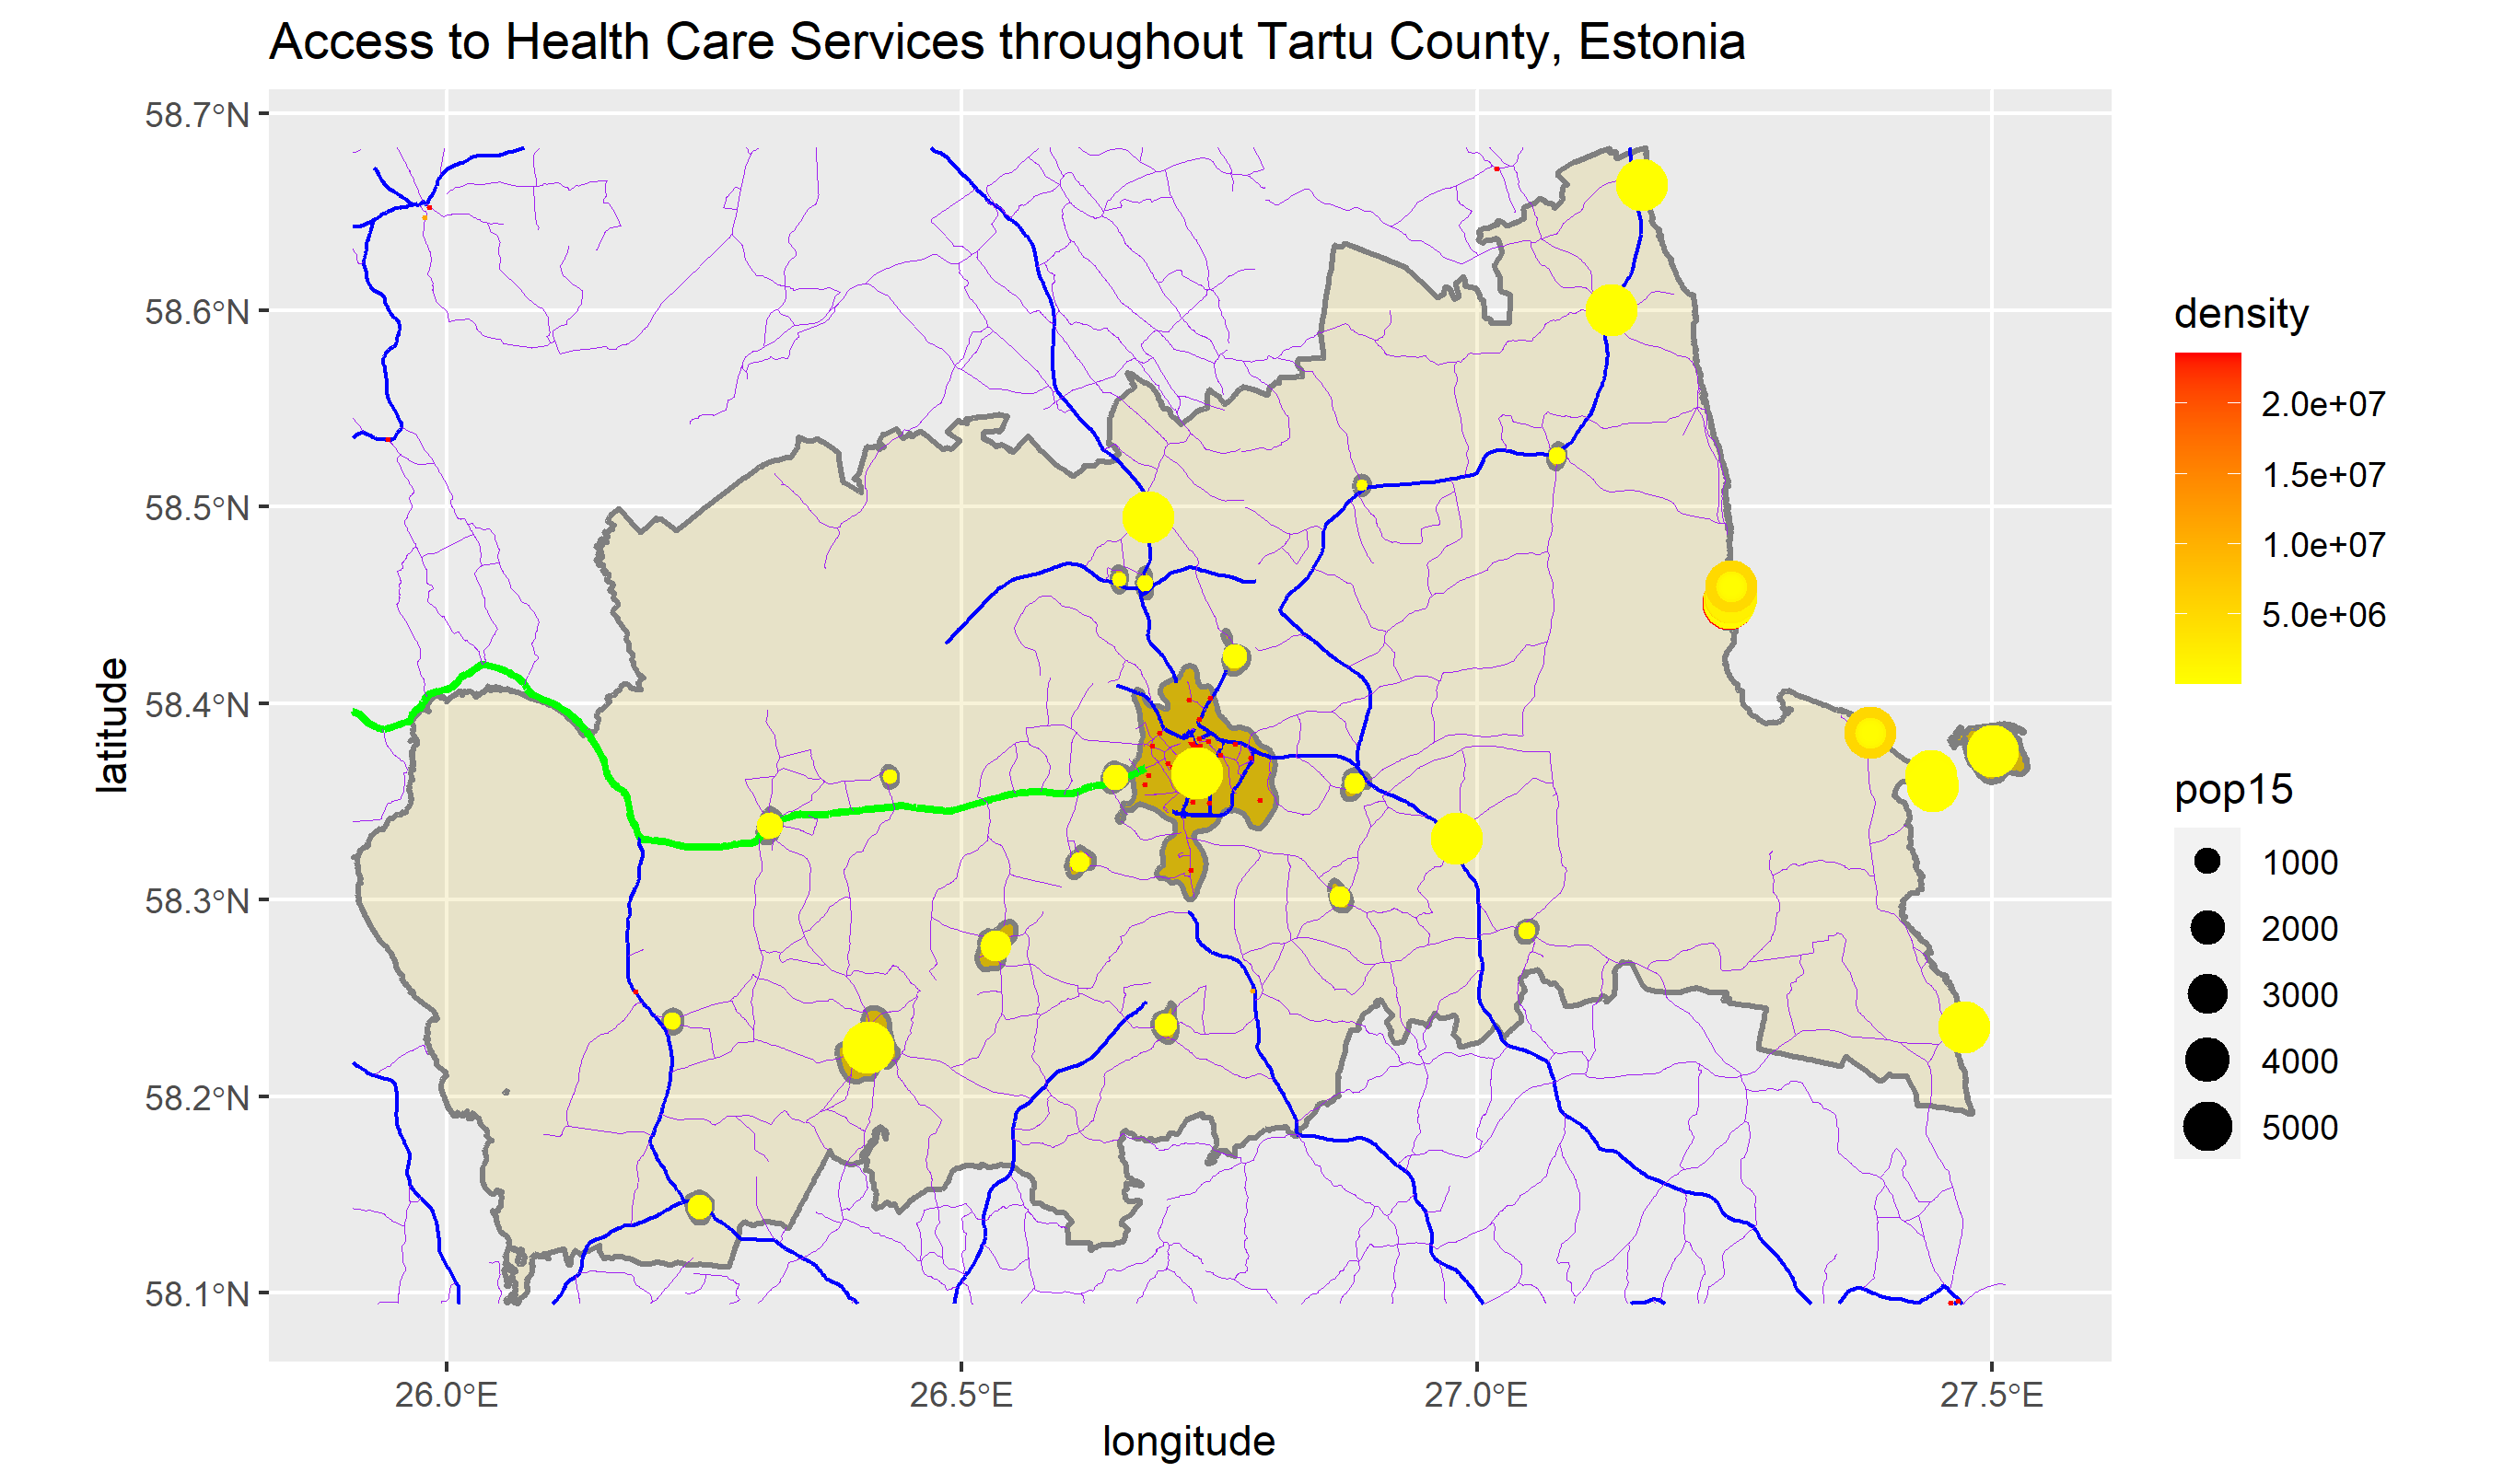 Access to Health Care Services throughout Tartu County, Estonia
58.7°N
58.6°N
58.5°N
58.4°N
58.3°N
58.2°N
58.1°N
latitude
26.0°E
26.5°E
27.0°E
27.5°E
longitude
density
2.0e+07
1.5e+07
1.0e+07
5.0e+06
pop15
1000
2000
3000
4000
5000